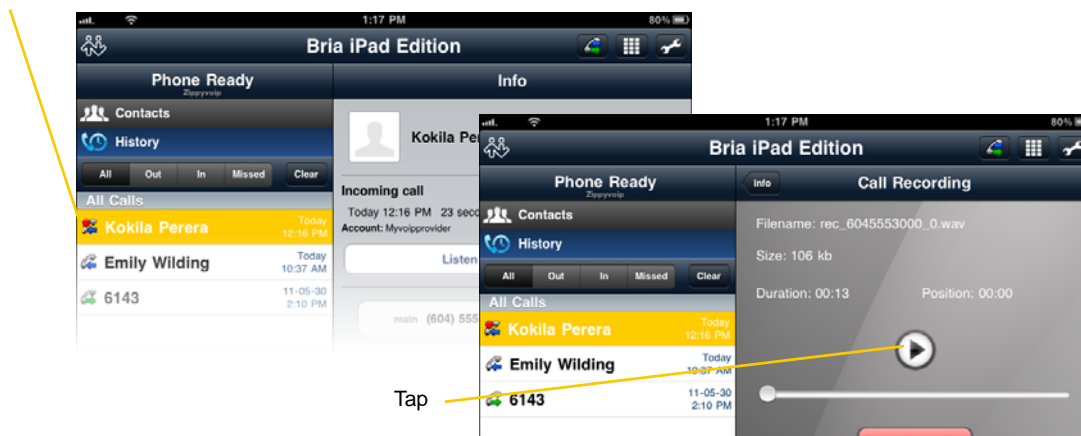 1:17 PM
80%
Bria iPad Edition
Phone Ready
Zippyvoip
Info
Contacts
History
All Out In Missed Clear
All Calls
Kokila Perera Today 12:16 PM
Emily Wilding Today 10:37 AM
6143 11-05-30 2:10 PM
Kokila Pe
Incoming call
Today 12:16 PM 23 seco
Account: Myvoipprovider
Listen
main (604) 555
1:17 PM
80%
Bria iPad Edition
Phone Ready
Zippyvoip
Info
Call Recording
Contacts
History
All Out In Missed Clear
All Calls
Kokila Perera Today 12:16 PM
Emily Wilding Today 10:37 AM
6143 11-05-30 2:10 PM
Filename: rec_6045553000_0.wav
Size: 106 kb
Duration: 00:13 Position: 00:00
Tap